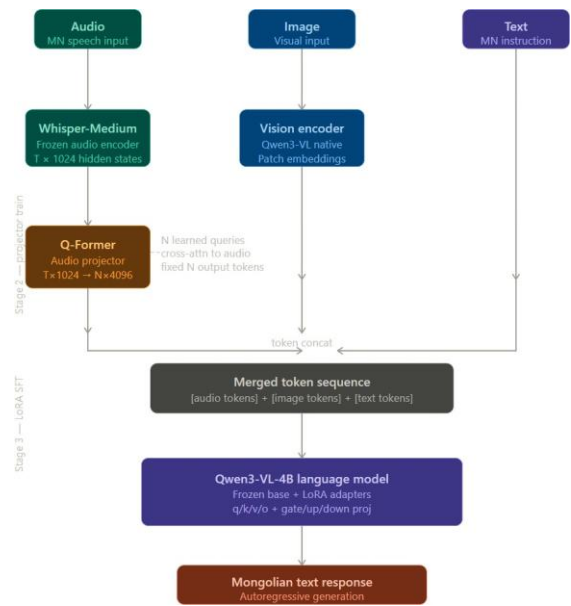 Audio
MN speech input
Image
Visual input
Text
MN instruction
Whisper-Medium
Frozen audio encoder
T × 1024 hidden states
Vision encoder
Qwen3-VL native
Patch embeddings
Stage 2 — projector train
Q-Former
Audio projector
T×1024 → N×4096
N learned queries
cross-attn to audio
fixed N output tokens
token concat
Stage 3 — LoRA SFT
Merged token sequence
[audio tokens] + [image tokens] + [text tokens]
Qwen3-VL-4B language model
Frozen base + LoRA adapters
q/k/v/o + gate/up/down proj
Mongolian text response
Autoregressive generation